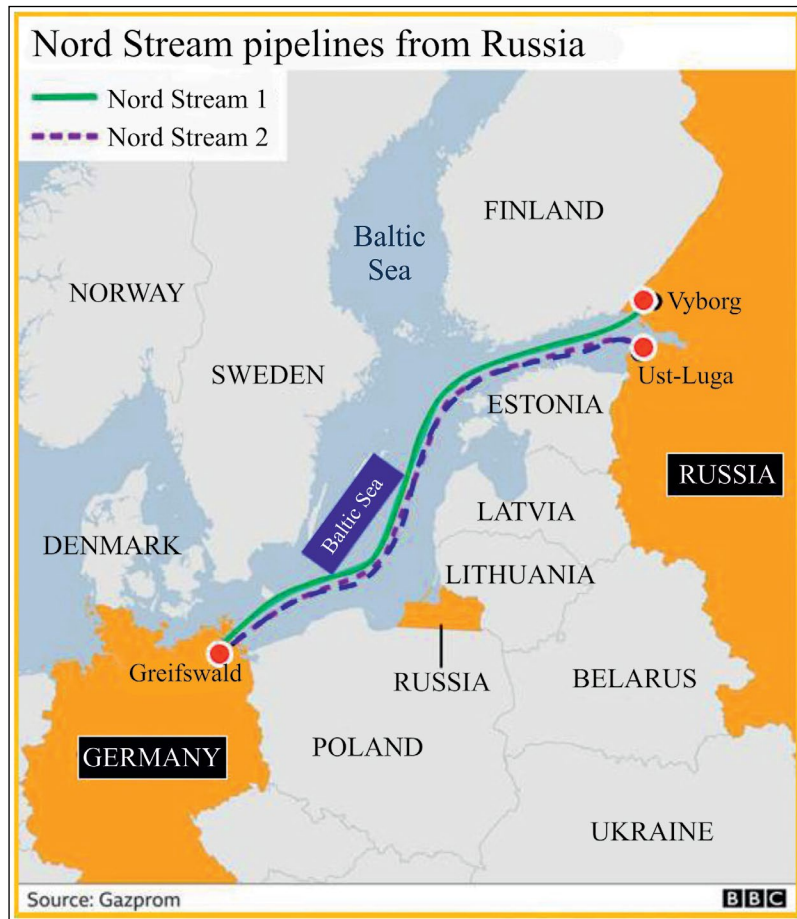 Nord Stream pipelines from Russia
Nord Stream 1
Nord Stream 2
FINLAND
Baltic
Sea
NORWAY
Vyborg
SWEDEN
Ust-Luga
ESTONIA
RUSSIA
Baltic Sea
LATVIA
DENMARK
LITHUANIA
Greifswald
RUSSIA
BELARUS
GERMANY
POLAND
UKRAINE
Source: Gazprom
BBC